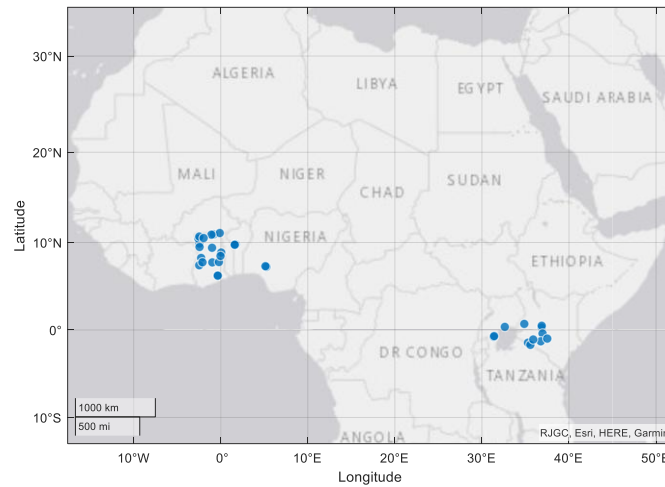 30°N
20°N
10°N
0°
10°S
Latitude
ALGERIA
LIBYA
EGYPT
SAUDI ARABIA
MALI
NIGER
CHAD
SUDAN
NIGERIA
ETHIOPIA
DR CONGO
TANZANIA
ANGOLA
1000 km
500 mi
RJGC, Esri, HERE, Garmin
10°W
0°
10°E
20°E
30°E
40°E
50°E
Longitude